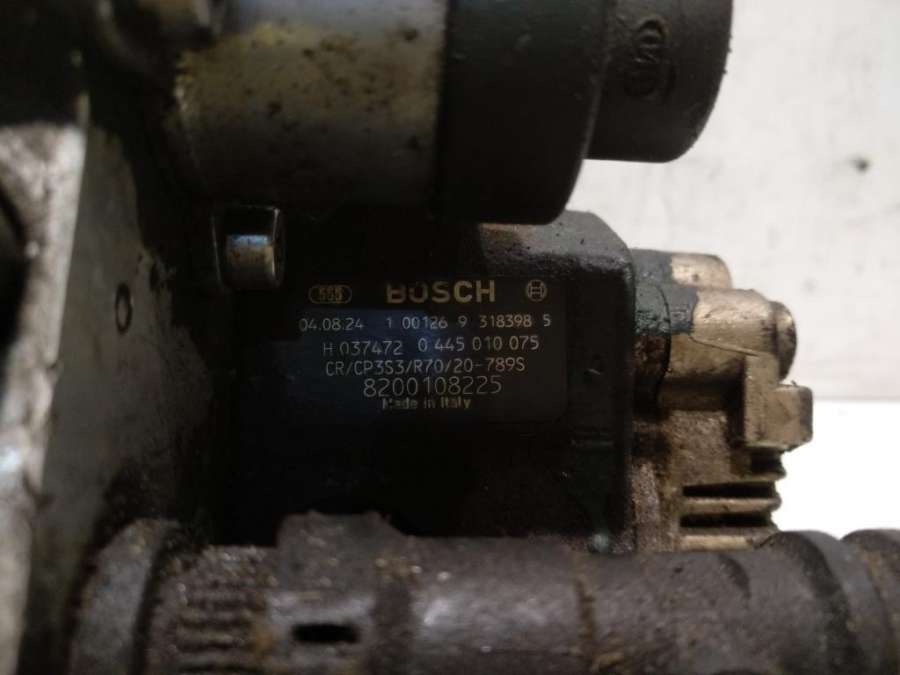 555 BOSCH
04.08.24 1 00126 9 318398 5
H 037472 0 445 010 075
CR/CP3S3/R70/20-789S
8200108225
Made in Italy